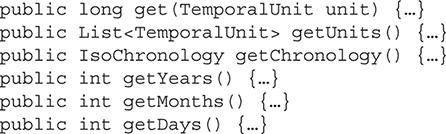 public long get(TemporalUnit unit) {…}
public List<TemporalUnit> getUnits() {…}
public IsoChronology getChronology() {…}
public int getYears() {…}
public int getMonths() {…}
public int getDays() {…}